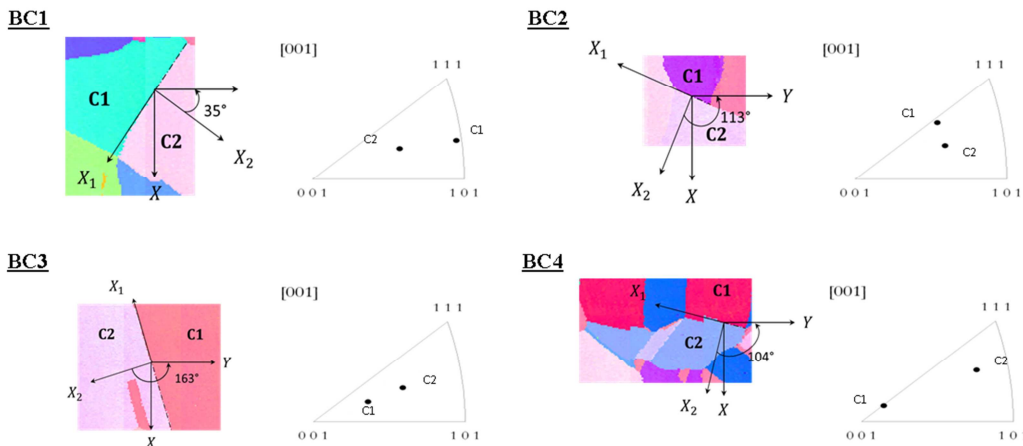 BC1
C1
C2
35°
X₂
X₁
X
[001]
1 1 1
C2
C1
0 0 1
1 0 1
BC2
X₁
C1
Y
113°
C2
X₂
X
[001]
1 1 1
C1
C2
0 0 1
1 0 1
BC3
X₁
C2
C1
Y
X₂
163°
X
[001]
1 1 1
C2
C1
0 0 1
1 0 1
BC4
X₁
C1
Y
C2
104°
X₂
X
[001]
1 1 1
C2
C1
0 0 1
1 0